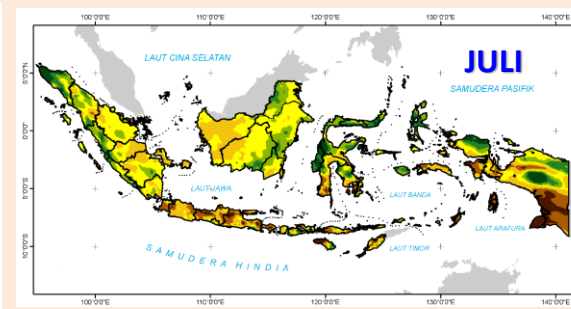 100°0'0"E 110°0'0"E 120°0'0"E 130°0'0"E 140°0'0"E
LAUT CINA SELATAN
JULI
SAMUDERA PASIFIK
5°0'0"N
0°0'0"
LAUT JAWA
LAUT BANDA
5°0'0"S
LAUT ARAFURA
SAMUDERA HINDIA
LAUT TIMOR
10°0'0"S
100°0'0"E 110°0'0"E 120°0'0"E 130°0'0"E 140°0'0"E